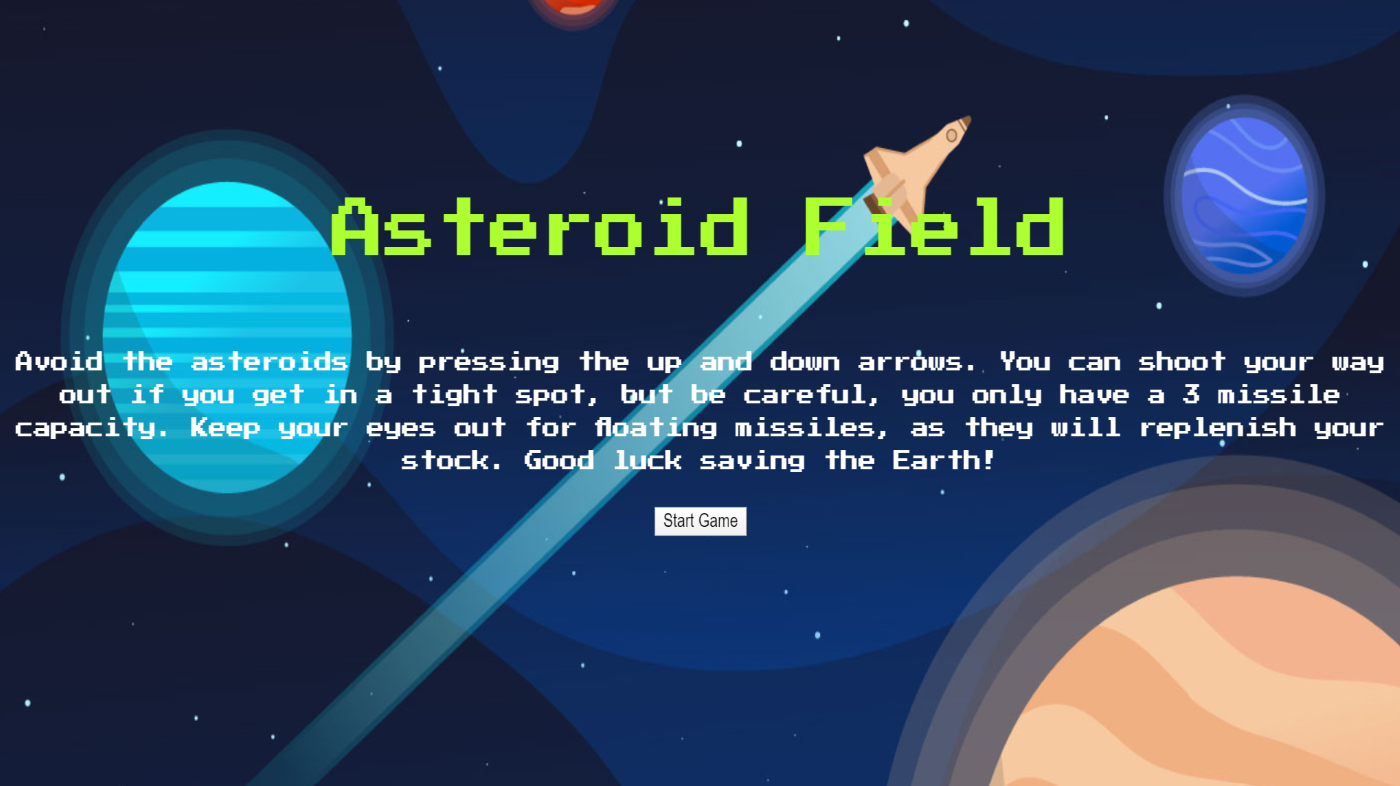 Asteroid Field
Avoid the asteroids by pressing the up and down arrows. You can shoot your way
out if you get in a tight spot, but be careful, you only have a 3 missile
capacity. Keep your eyes out for floating missiles, as they will replenish your
stock. Good luck saving the Earth!
Start Game